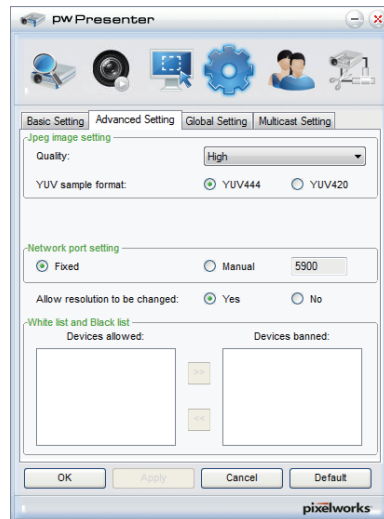 pwPresenter
Basic Setting Advanced Setting Global Setting Multicast Setting
Jpeg image setting
Quality: High
YUV sample format: YUV444 YUV420
Network port setting
Fixed Manual 5900
Allow resolution to be changed: Yes No
White list and Black list
Devices allowed: Devices banned:
>>
<<
OK Apply Cancel Default
pixelworks